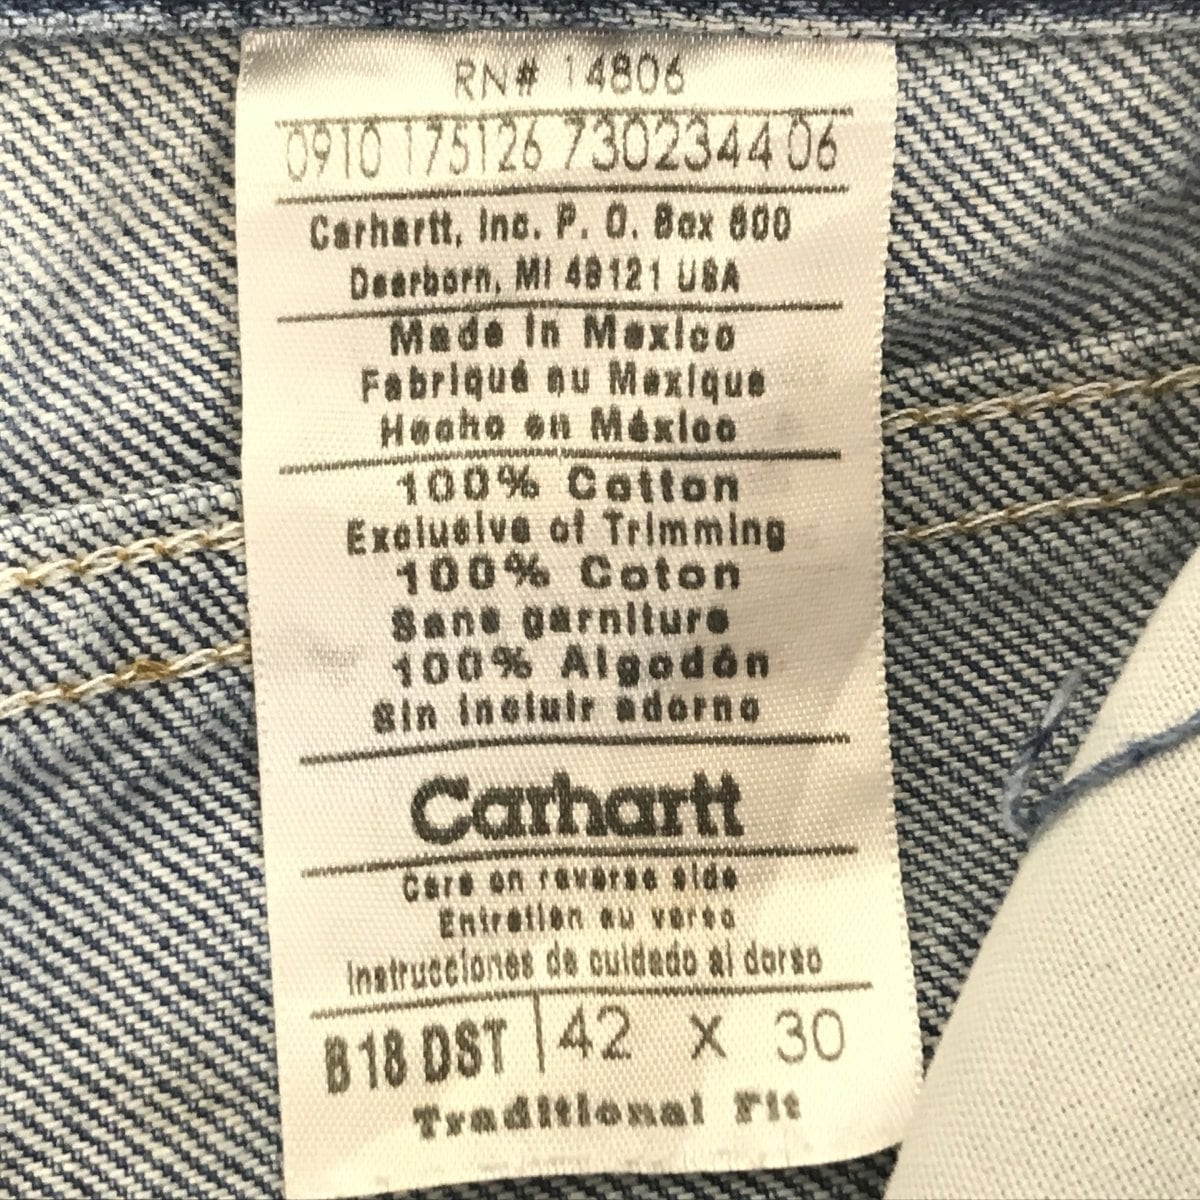 RN# 14806
0910 175126 7302344 06
Carhartt, Inc. P. O. Box 600
Dearborn, MI 48121 USA
Made in Mexico
Fabriqué au Mexique
Hecho en México
100% Cotton
Exclusive of Trimming
100% Coton
Sans garniture
100% Algodón
Sin incluir adorno
Carhartt
Care on reverse side
Entretien au verso
Instrucciones de cuidado al dorso
B18 DST 42 X 30
Traditional Fit